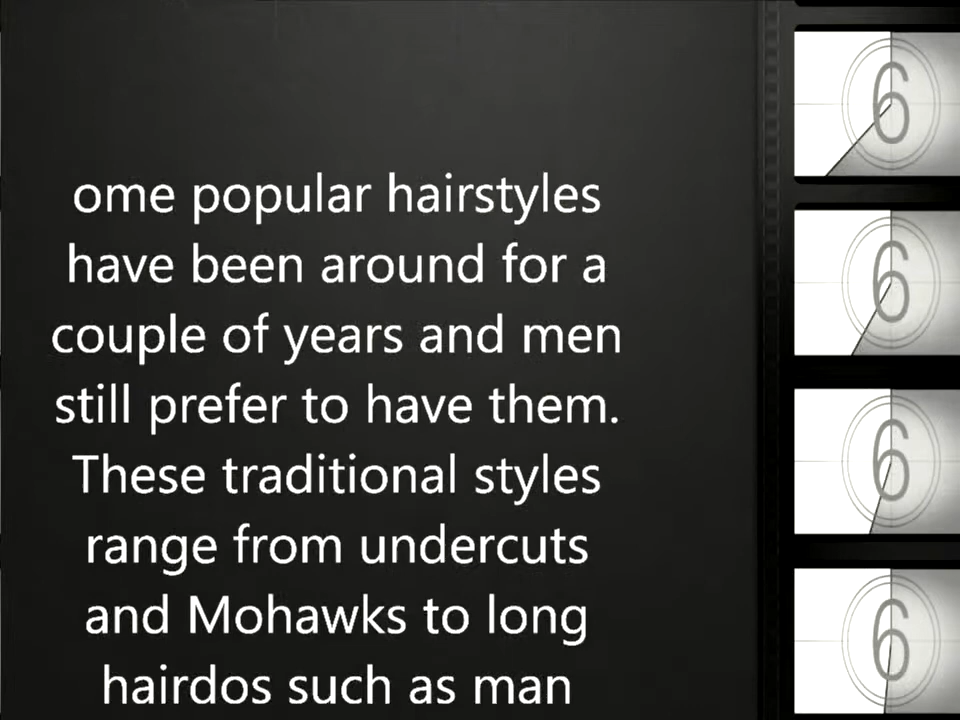 ome popular hairstyles
have been around for a
couple of years and men
still prefer to have them.
These traditional styles
range from undercuts
and Mohawks to long
hairdos such as man
6
6
6
6